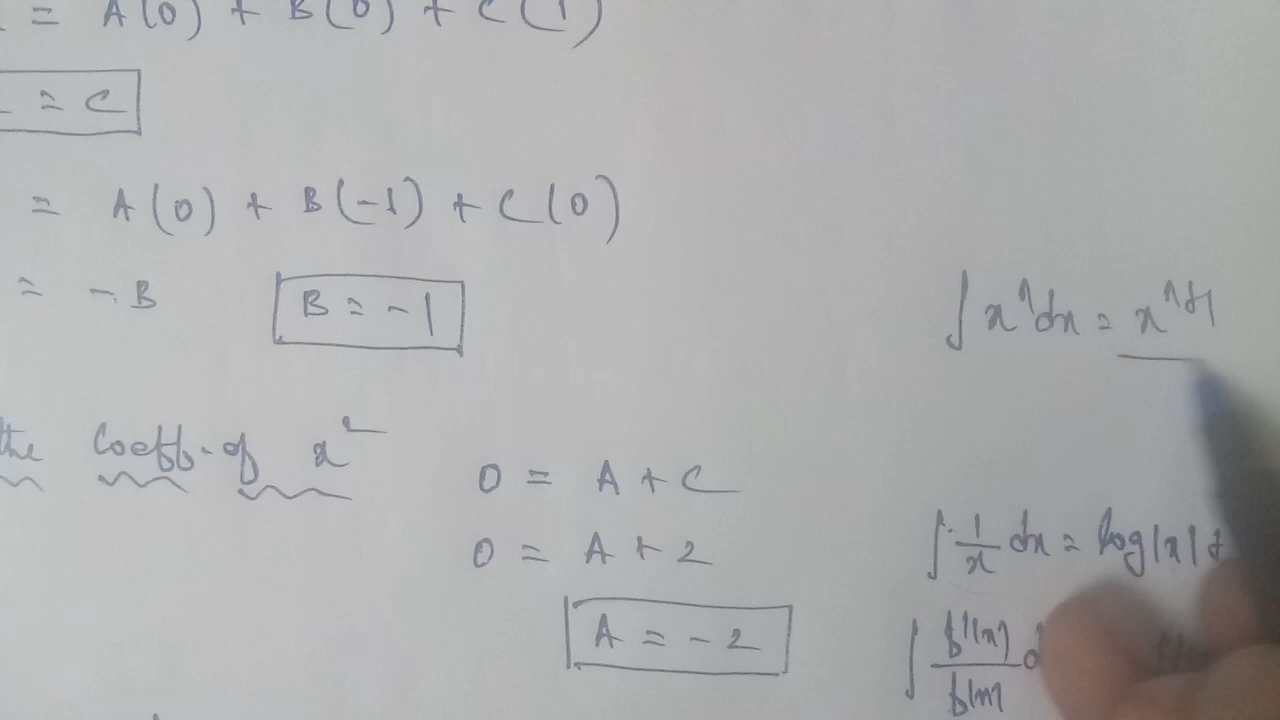 = A(0) + B(0) + C(1)
= C
= A(0) + B(-1) + C(0)
= -B
B = -1
∫ xⁿ dx = xⁿ⁺¹
the Coeff. of x²
0 = A + C
0 = A + 2
A = -2
∫ 1/x dx = log|x| +
∫ f'(x)/f(x) d